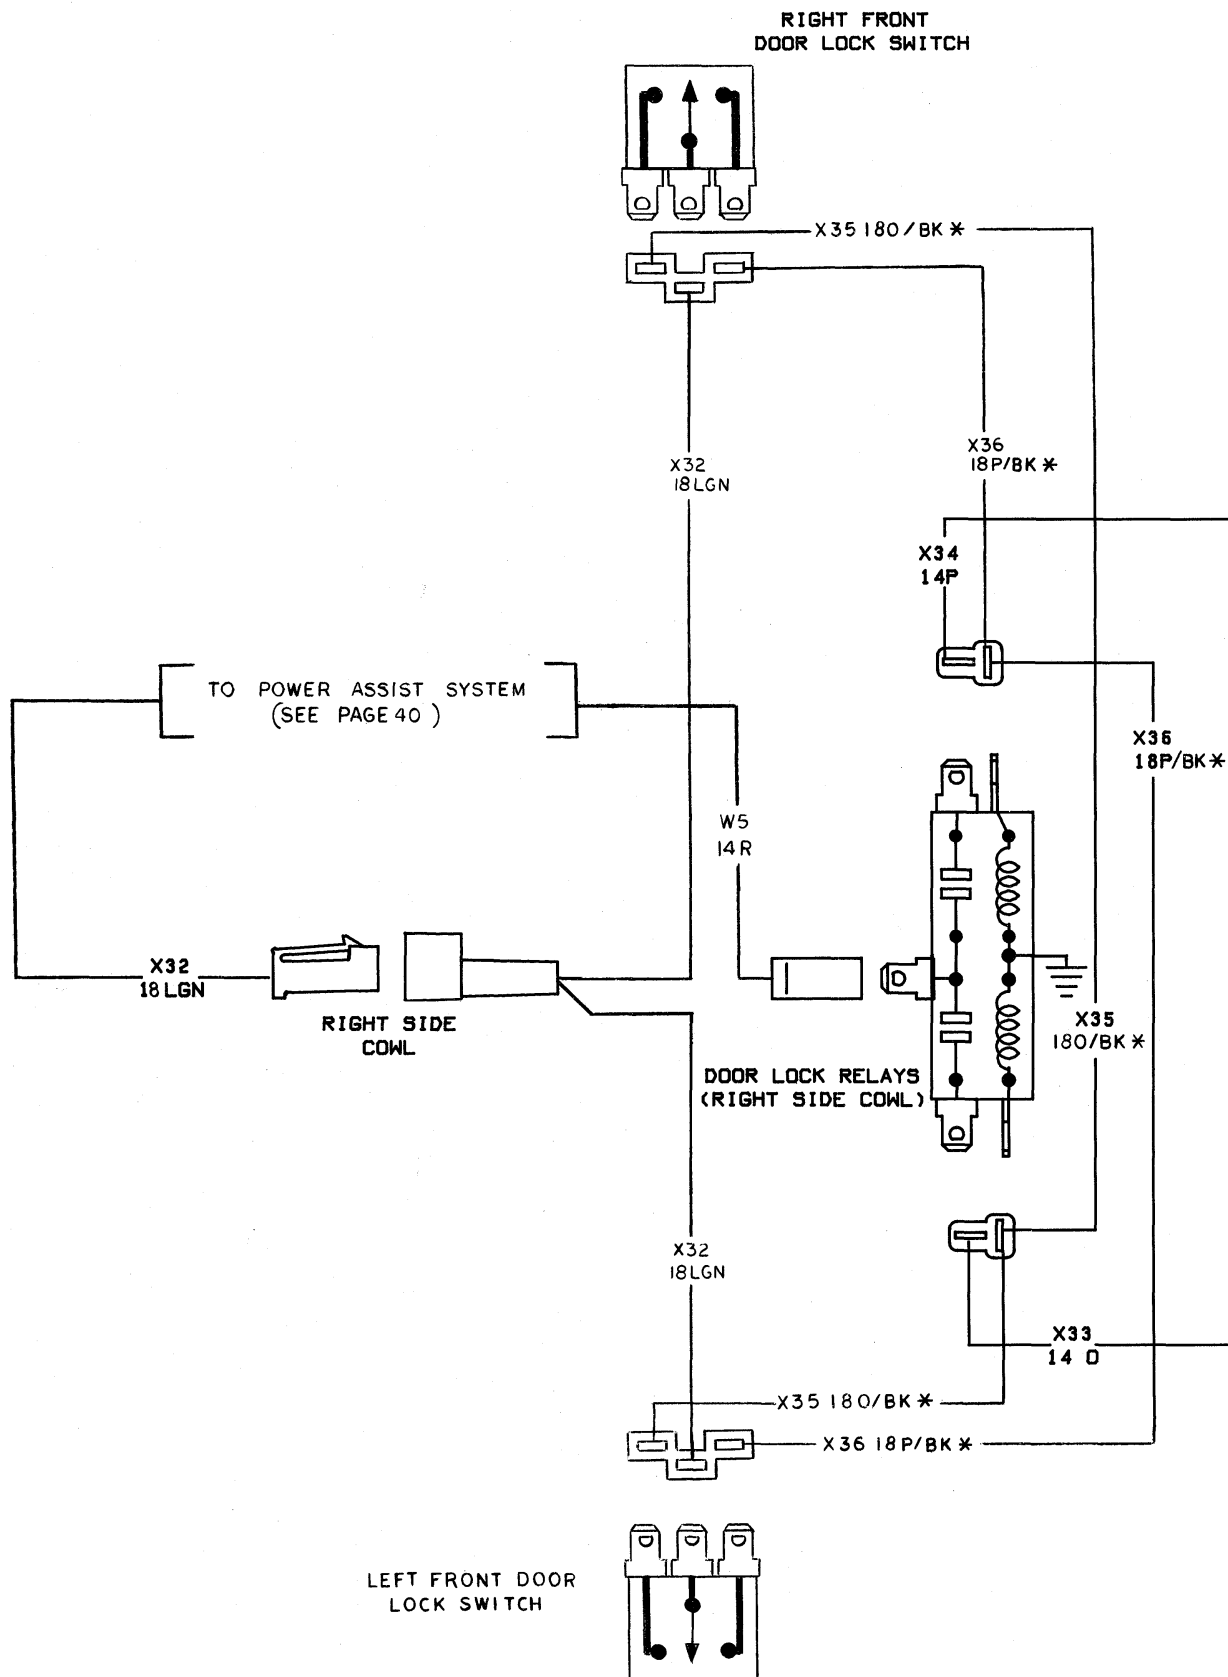 RIGHT FRONT
DOOR LOCK SWITCH
X35 18O/BK*
X32
18LGN
X36
18P/BK*
X34
14P
TO POWER ASSIST SYSTEM
(SEE PAGE 40)
X36
18P/BK*
W5
14R
X32
18LGN
RIGHT SIDE
COWL
X35
18O/BK*
DOOR LOCK RELAYS
(RIGHT SIDE COWL)
X32
18LGN
X33
14 O
X35 18O/BK*
X36 18P/BK*
LEFT FRONT DOOR
LOCK SWITCH